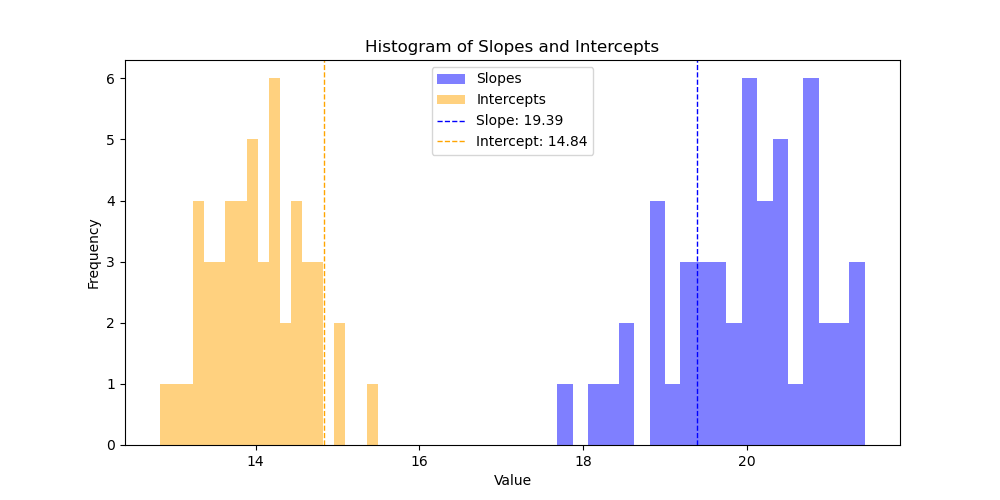 Histogram of Slopes and Intercepts
Slopes
Intercepts
Slope: 19.39
Intercept: 14.84
Frequency
6
5
4
3
2
1
0
14 16 18 20
Value